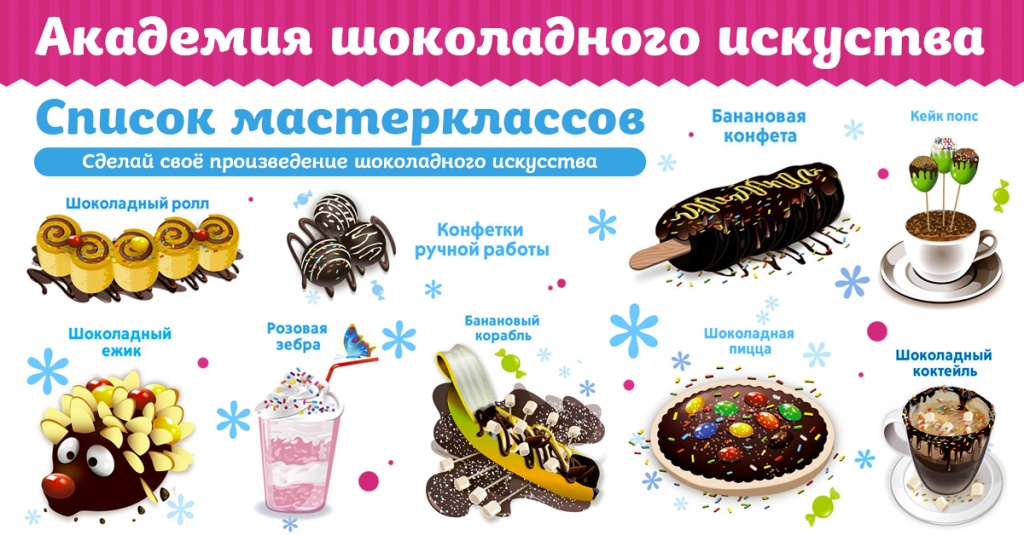 Академия шоколадного искуства
Список мастерклассов
Сделай своё произведение шоколадного искусства
Банановая
конфета
Кейк попс
Шоколадный ролл
Конфетки
ручной работы
Шоколадный
ежик
Розовая
зебра
Банановый
корабль
Шоколадная
пицца
Шоколадный
коктейль